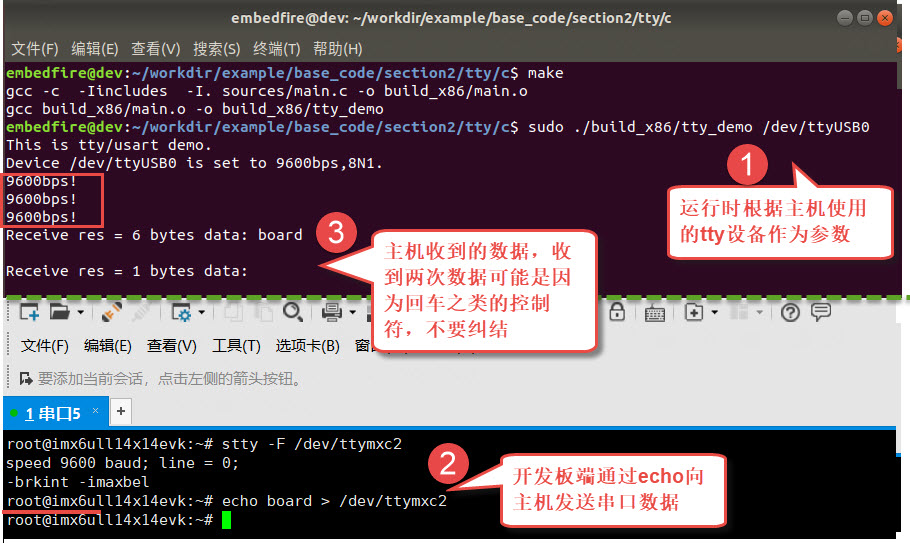 embedfire@dev: ~/workdir/example/base_code/section2/tty/c
文件(F) 编辑(E) 查看(V) 搜索(S) 终端(T) 帮助(H)
embedfire@dev:~/workdir/example/base_code/section2/tty/c$ make
gcc -c  -Iincludes  -I. sources/main.c -o build_x86/main.o
gcc build_x86/main.o -o build_x86/tty_demo
embedfire@dev:~/workdir/example/base_code/section2/tty/c$ sudo ./build_x86/tty_demo /dev/ttyUSB0
This is tty/usart demo.
Device /dev/ttyUSB0 is set to 9600bps,8N1.
9600bps!
9600bps!
9600bps!
Receive res = 6 bytes data: board
Receive res = 1 bytes data:
1
运行时根据主机使用
的tty设备作为参数
3
主机收到的数据，收
到两次数据可能是因
为回车之类的控制
符，不要纠结
文件(F) 编辑(E) 查看(V) 工具(T) 选项卡(B)
要添加当前会话，点击左侧的箭头按钮。
1 串口5 × +
root@imx6ull14x14evk:~# stty -F /dev/ttymxc2
speed 9600 baud; line = 0;
-brkint -imaxbel
root@imx6ull14x14evk:~# echo board > /dev/ttymxc2
root@imx6ull14x14evk:~#
2
开发板端通过echo向
主机发送串口数据